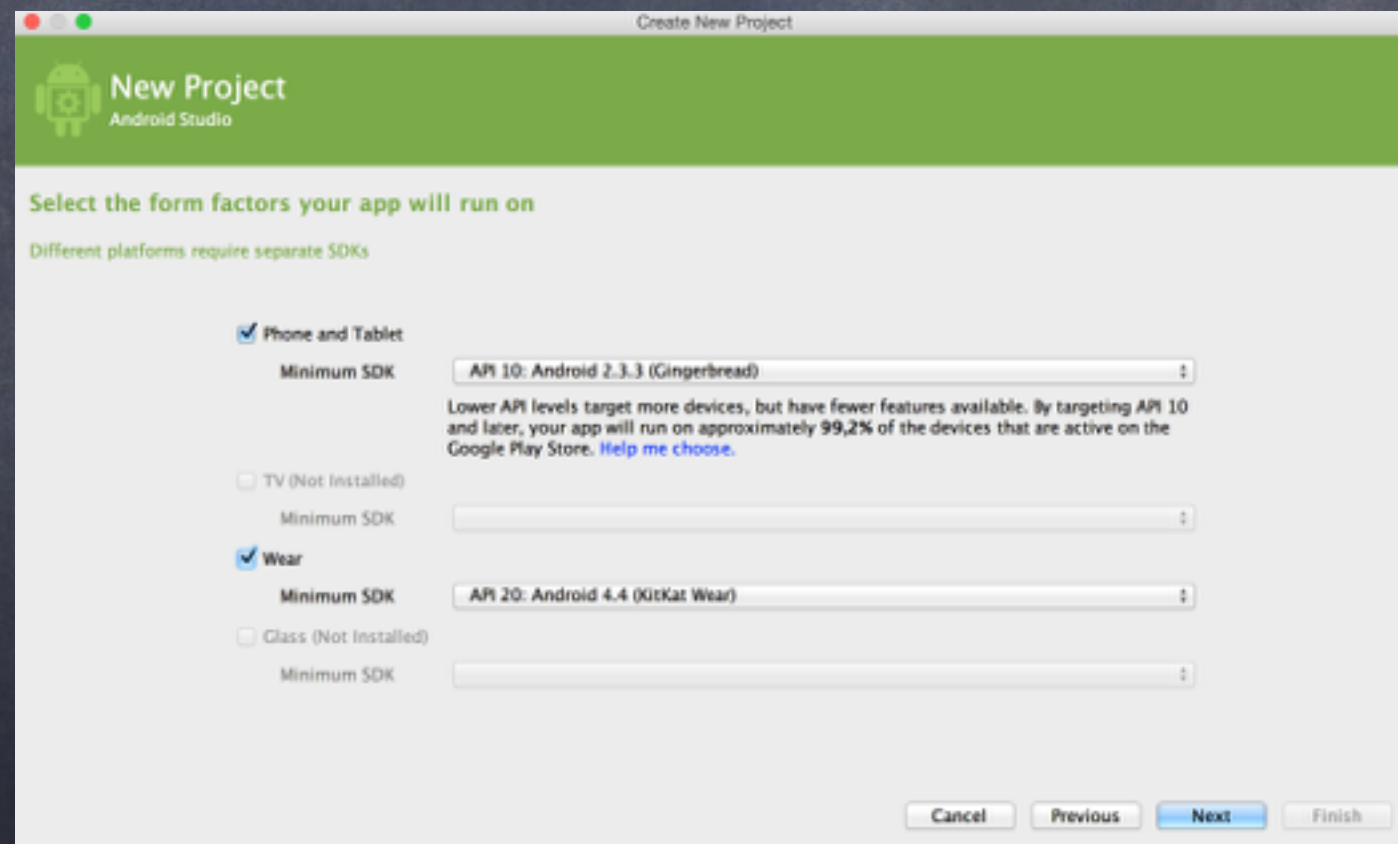 Create New Project
New Project
Android Studio
Select the form factors your app will run on
Different platforms require separate SDKs
Phone and Tablet
Minimum SDK API 10: Android 2.3.3 (Gingerbread)
Lower API levels target more devices, but have fewer features available. By targeting API 10
and later, your app will run on approximately 99,2% of the devices that are active on the
Google Play Store. Help me choose.
TV (Not Installed)
Minimum SDK
Wear
Minimum SDK API 20: Android 4.4 (KitKat Wear)
Glass (Not Installed)
Minimum SDK
Cancel Previous Next Finish